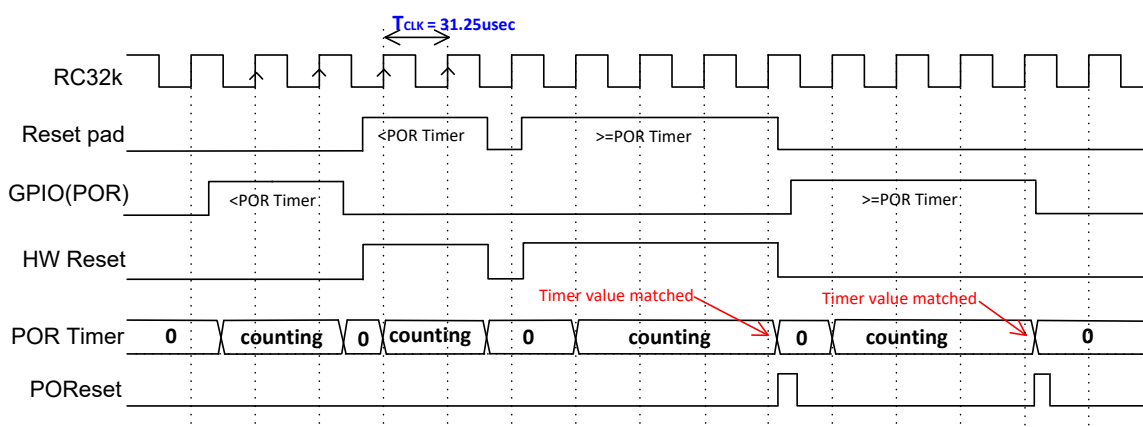 TCLK = 31.25usec
RC32k
Reset pad
<POR Timer
>=POR Timer
GPIO(POR)
<POR Timer
>=POR Timer
HW Reset
Timer value matched
Timer value matched
POR Timer
0
counting
0
counting
0
counting
0
counting
0
POReset